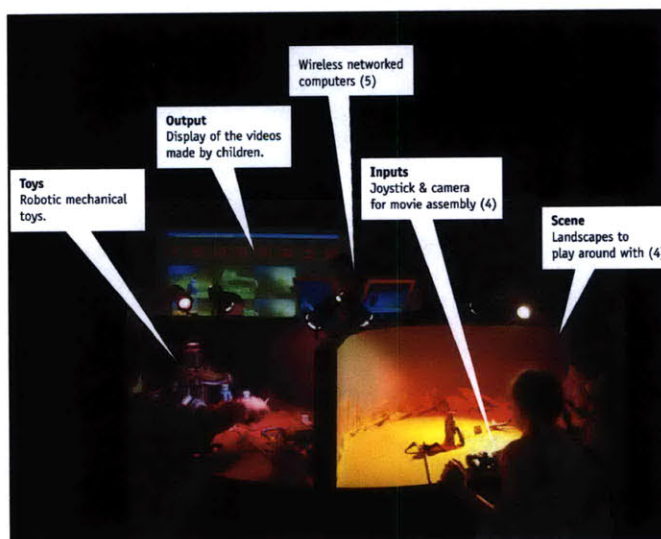 Wireless networked
computers (5)
Output
Display of the videos
made by children.
Inputs
Joystick & camera
for movie assembly (4)
Toys
Robotic mechanical
toys.
Scene
Landscapes to
play around with (4)